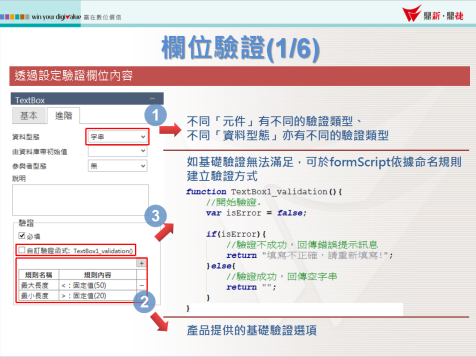 win your digiwalue 贏在數位價值
鼎新·鼎捷
欄位驗證(1/6)
透過設定驗證欄位內容
TextBox
基本 進階
資料型態 字串
由資料庫帶初始值
參與者型態 無
說明
驗證
必填
自訂驗證函式: TextBox1_validation()
+
規則名稱 規則內容
最大長度 <：固定值(50) −
最小長度 >：固定值(20) −
1
不同「元件」有不同的驗證類型、
不同「資料型態」亦有不同的驗證類型
3
如基礎驗證無法滿足，可於formScript依據命名規則
建立驗證方式
function TextBox1_validation(){
//開始驗證.
var isError = false;
if(isError){
//驗證不成功，回傳錯誤提示訊息
return "填寫不正確，請重新填寫!";
}else{
//驗證成功，回傳空字串
return "";
}
}
2
產品提供的基礎驗證選項